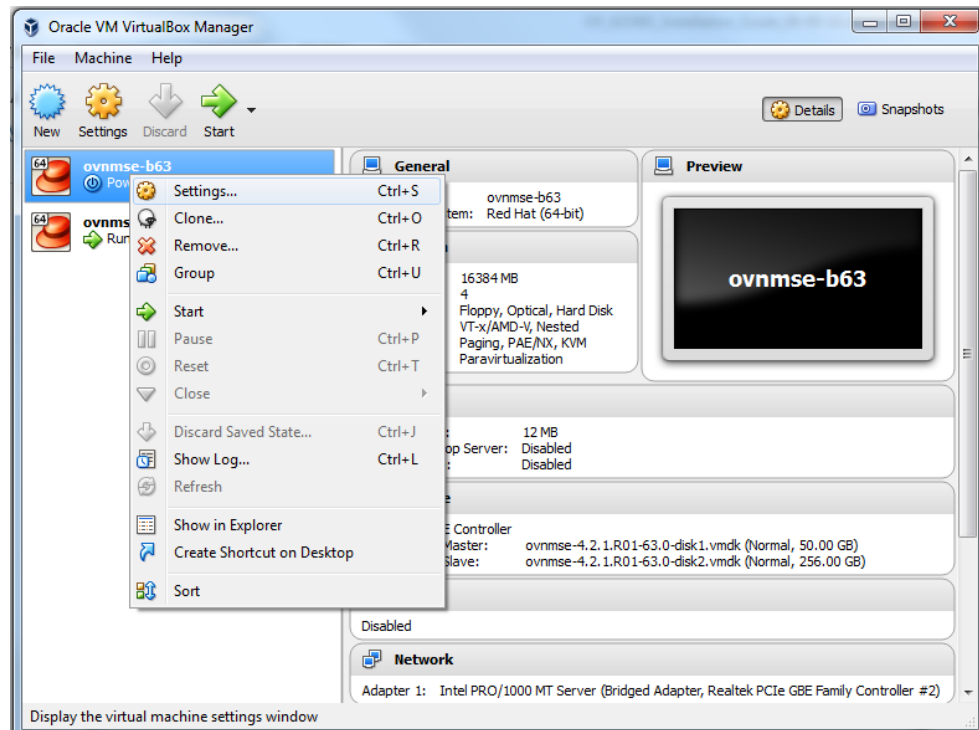 Oracle VM VirtualBox Manager
File Machine Help
New Settings Discard Start Details Snapshots
64 ovnmse-b63
Pow
64 ovnms
Run
Settings... Ctrl+S
Clone... Ctrl+O
Remove... Ctrl+R
Group Ctrl+U
Start
Pause Ctrl+P
Reset Ctrl+T
Close
Discard Saved State... Ctrl+J
Show Log... Ctrl+L
Refresh
Show in Explorer
Create Shortcut on Desktop
Sort
General
ovnmse-b63
tem: Red Hat (64-bit)
16384 MB
4
Floppy, Optical, Hard Disk
VT-x/AMD-V, Nested
Paging, PAE/NX, KVM
Paravirtualization
Preview
ovnmse-b63
: 12 MB
op Server: Disabled
: Disabled
e
E Controller
Master: ovnmse-4.2.1.R01-63.0-disk1.vmdk (Normal, 50.00 GB)
Slave: ovnmse-4.2.1.R01-63.0-disk2.vmdk (Normal, 256.00 GB)
Disabled
Network
Adapter 1: Intel PRO/1000 MT Server (Bridged Adapter, Realtek PCIe GBE Family Controller #2)
Display the virtual machine settings window